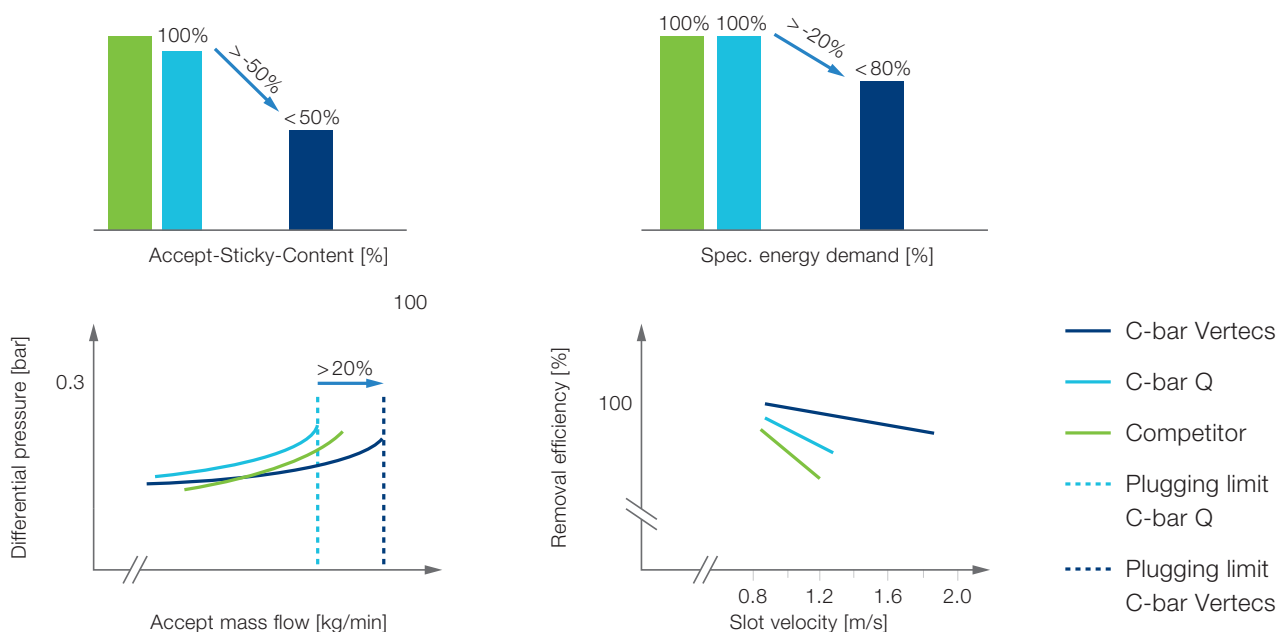 100%
> -50%
<50%
Accept-Sticky-Content [%]
100% 100%
> -20%
<80%
Spec. energy demand [%]
100
Differential pressure [bar]
0.3
>20%
Accept mass flow [kg/min]
Removal efficiency [%]
100
0.8 1.2 1.6 2.0
Slot velocity [m/s]
C-bar Vertecs
C-bar Q
Competitor
Plugging limit
C-bar Q
Plugging limit
C-bar Vertecs